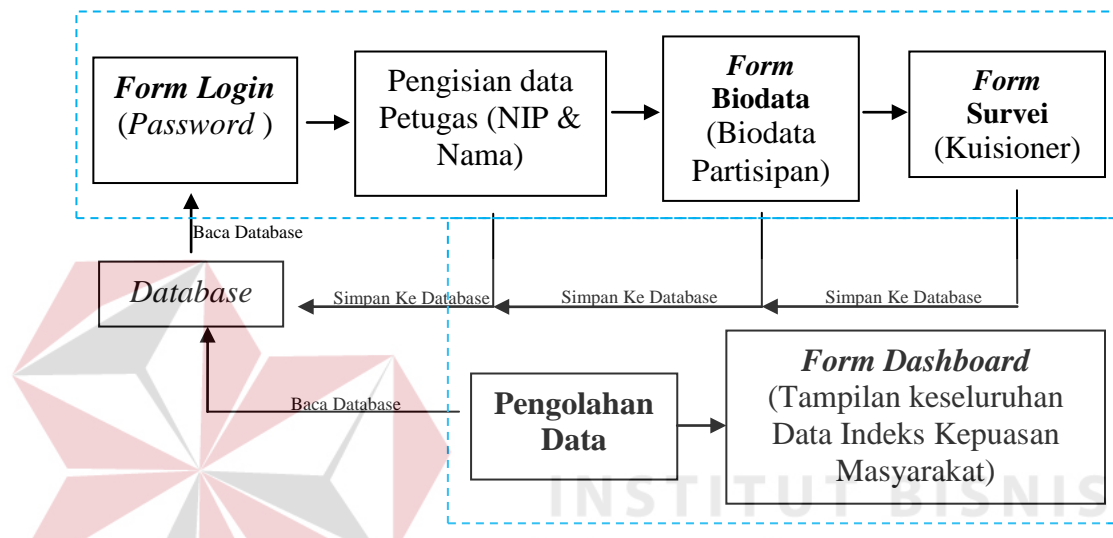 Form Login
(Password )
Pengisian data
Petugas (NIP &
Nama)
Form
Biodata
(Biodata
Partisipan)
Form
Survei
(Kuisioner)
Baca Database
Database
Simpan Ke Database
Simpan Ke Database
Simpan Ke Database
Baca Database
Pengolahan
Data
Form Dashboard
(Tampilan keseluruhan
Data Indeks Kepuasan
Masyarakat)
INSTITUT BISNIS